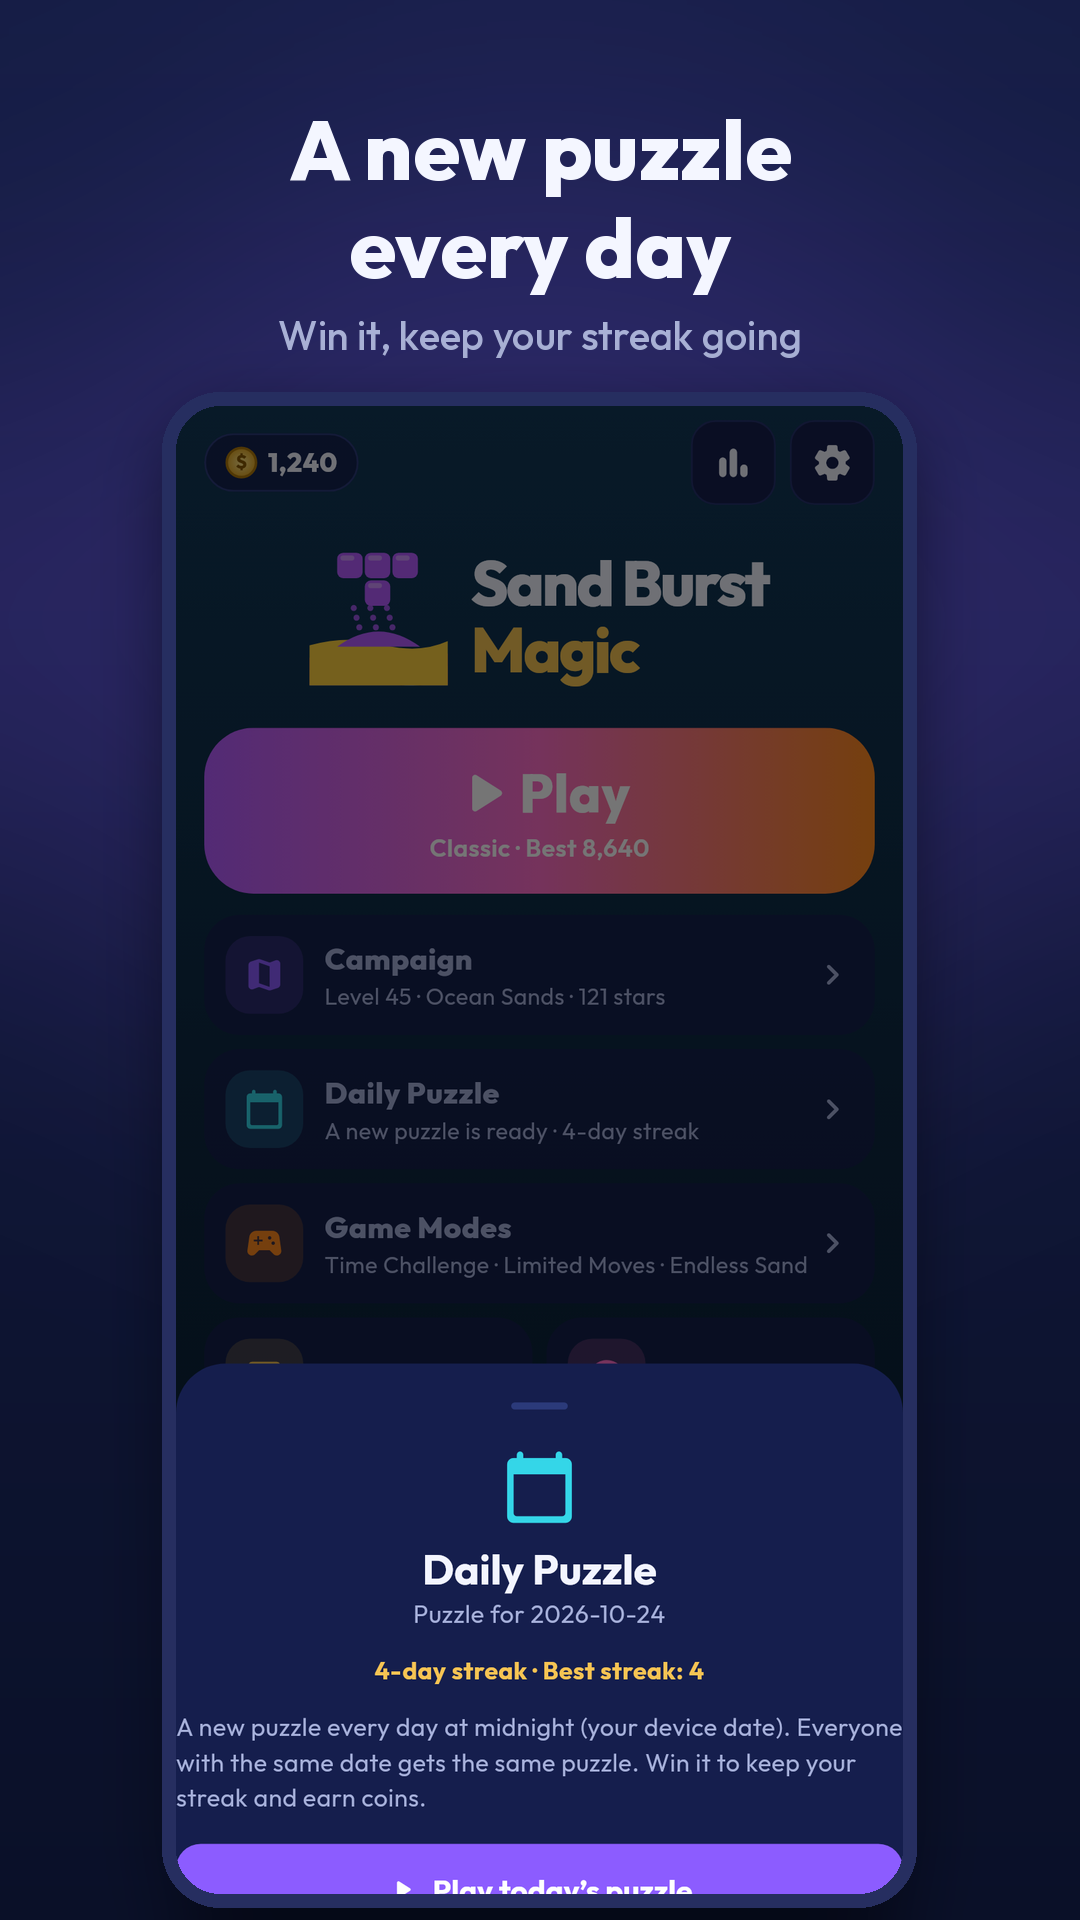 A new puzzle
every day
Win it, keep your streak going
1,240
Sand Burst
Magic
Play
Classic · Best 8,640
Campaign
Level 45 · Ocean Sands · 121 stars
Daily Puzzle
A new puzzle is ready · 4-day streak
Game Modes
Time Challenge · Limited Moves · Endless Sand
Daily Puzzle
Puzzle for 2026-10-24
4-day streak · Best streak: 4
A new puzzle every day at midnight (your device date). Everyone
with the same date gets the same puzzle. Win it to keep your
streak and earn coins.
Play today’s puzzle